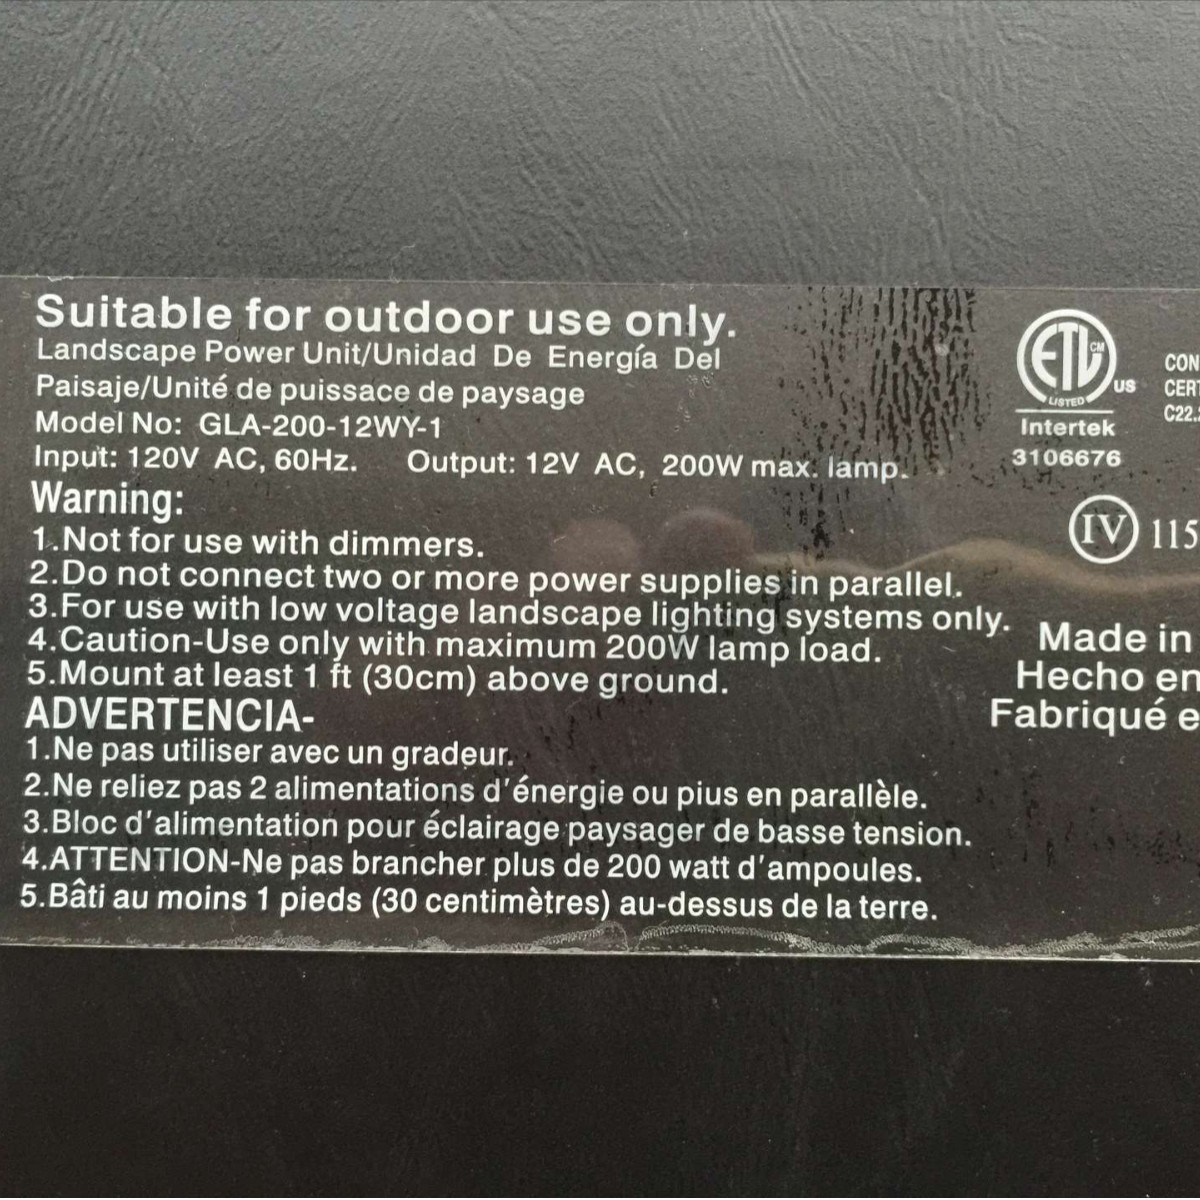 Suitable for outdoor use only.
Landscape Power Unit/Unidad De Energía Del
Paisaje/Unité de puissace de paysage
Model No: GLA-200-12WY-1
Input: 120V AC, 60Hz. Output: 12V AC, 200W max. lamp.
Warning:
1.Not for use with dimmers.
2.Do not connect two or more power supplies in parallel.
3.For use with low voltage landscape lighting systems only.
4.Caution-Use only with maximum 200W lamp load.
5.Mount at least 1 ft (30cm) above ground.
ADVERTENCIA-
1.Ne pas utiliser avec un gradeur.
2.Ne reliez pas 2 alimentations d'énergie ou pius en parallèle.
3.Bloc d'alimentation pour éclairage paysager de basse tension.
4.ATTENTION-Ne pas brancher plus de 200 watt d'ampoules.
5.Bâti au moins 1 pieds (30 centimètres) au-dessus de la terre.
ETL CM
US
LISTED
Intertek
3106676
CON
CERT
C22.
IV 115
Made in
Hecho en
Fabriqué e